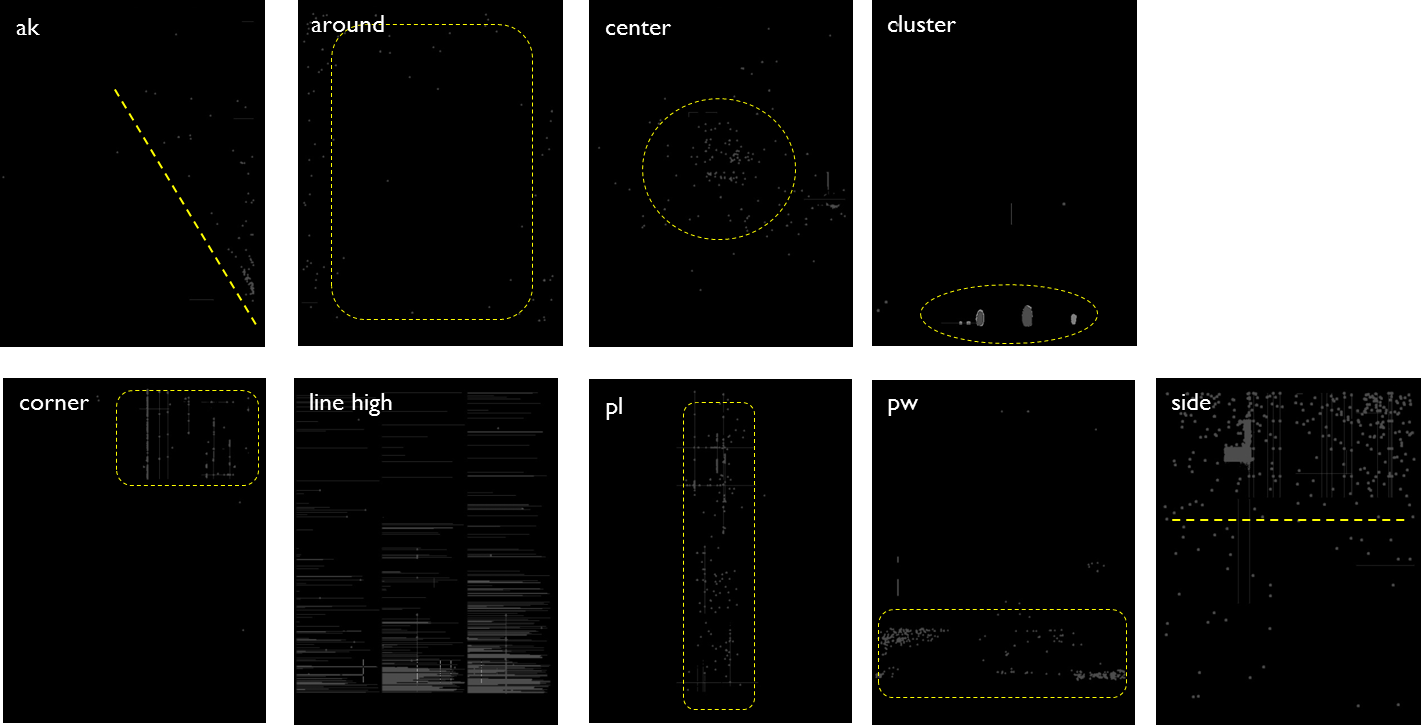 ak
around
center
cluster
corner
line high
pl
pw
side